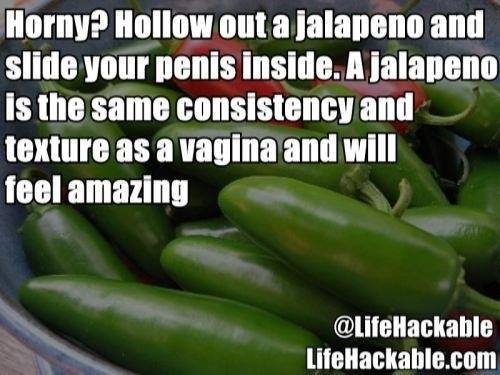 Horny? Hollow out a jalapeno and
slide your penis inside. A jalapeno
is the same consistency and
texture as a vagina and will
feel amazing
@LifeHackable
LifeHackable.com